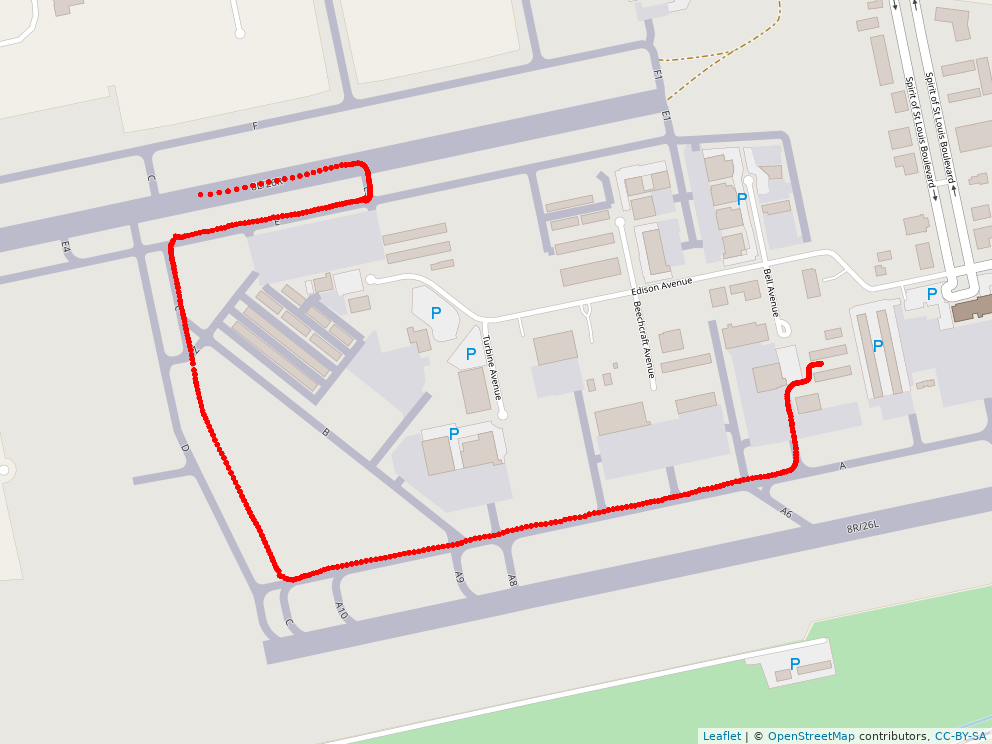 E1
F
E1
Spirit of St Louis Boulevard
Spirit of St Louis Boulevard
C
P
E
E4
Edison Avenue
Bell Avenue
P
C
P
Beechcraft Avenue
P
P
Turbine Avenue
B
P
D
A
A6
8R/26L
A9
A8
A10
C
P
Leaflet | © OpenStreetMap contributors, CC-BY-SA